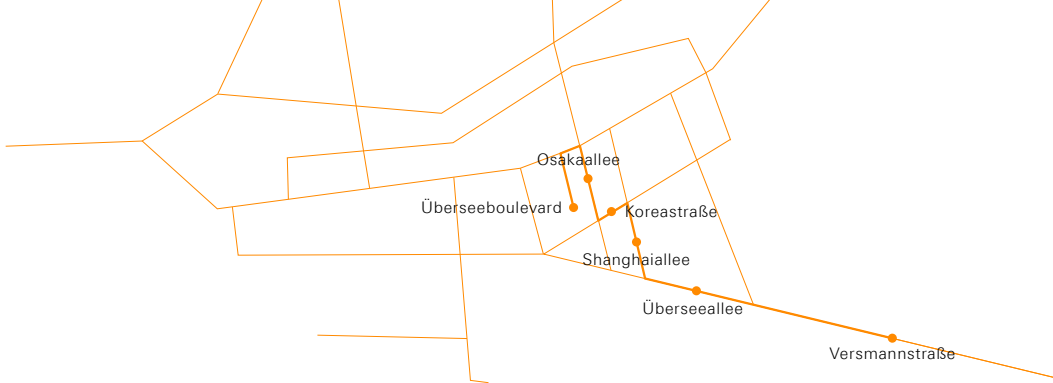 Osakaallee
Überseeboulevard
Koreastraße
Shanghaiallee
Überseeallee
Versmannstraße